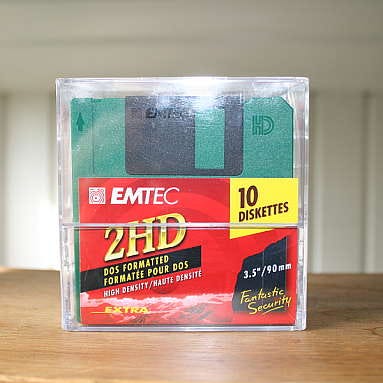 EMTEC
HD
EMTEC
10
DISKETTES
2HD
DOS FORMATTED
FORMATÉE POUR DOS
HIGH DENSITY/HAUTE DENSITÉ
3.5"/90mm
EXTRA
Fantastic
Security